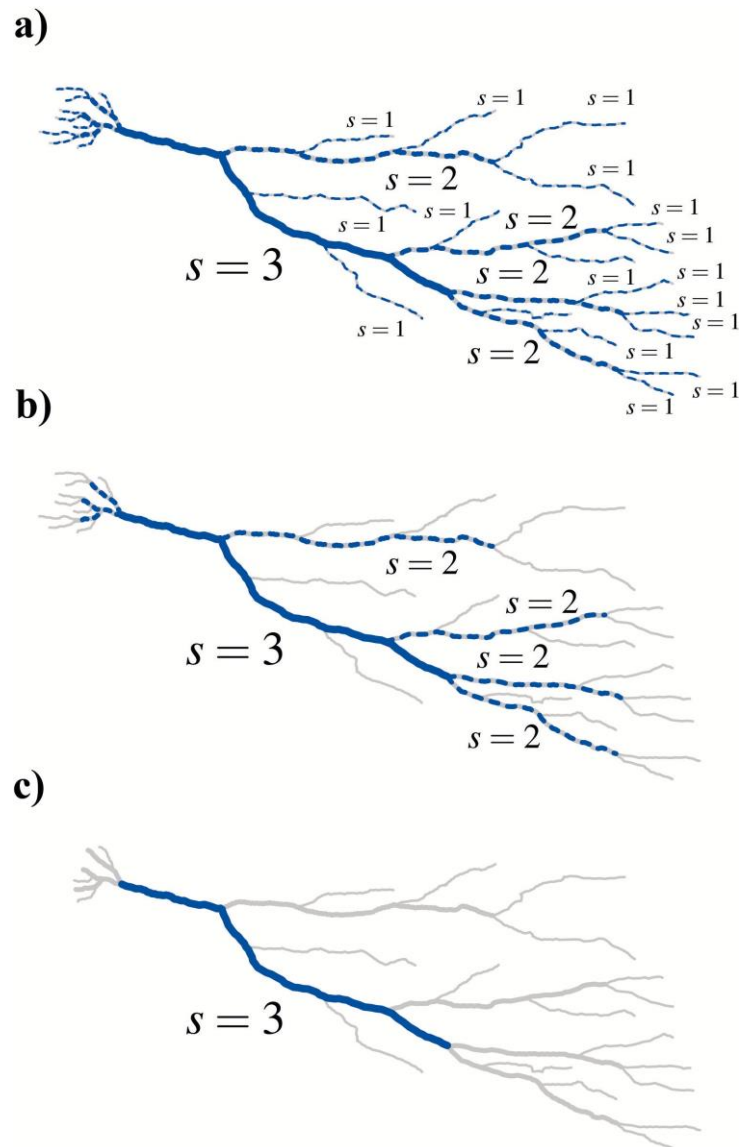 a)
s = 1
s = 1
s = 1
s = 2
s = 1
s = 1
s = 1
s = 2
s = 1
s = 1
s = 3
s = 2
s = 1
s = 1
s = 1
s = 1
s = 2
s = 1
s = 1
s = 1
b)
s = 2
s = 2
s = 3
s = 2
s = 2
c)
s = 3